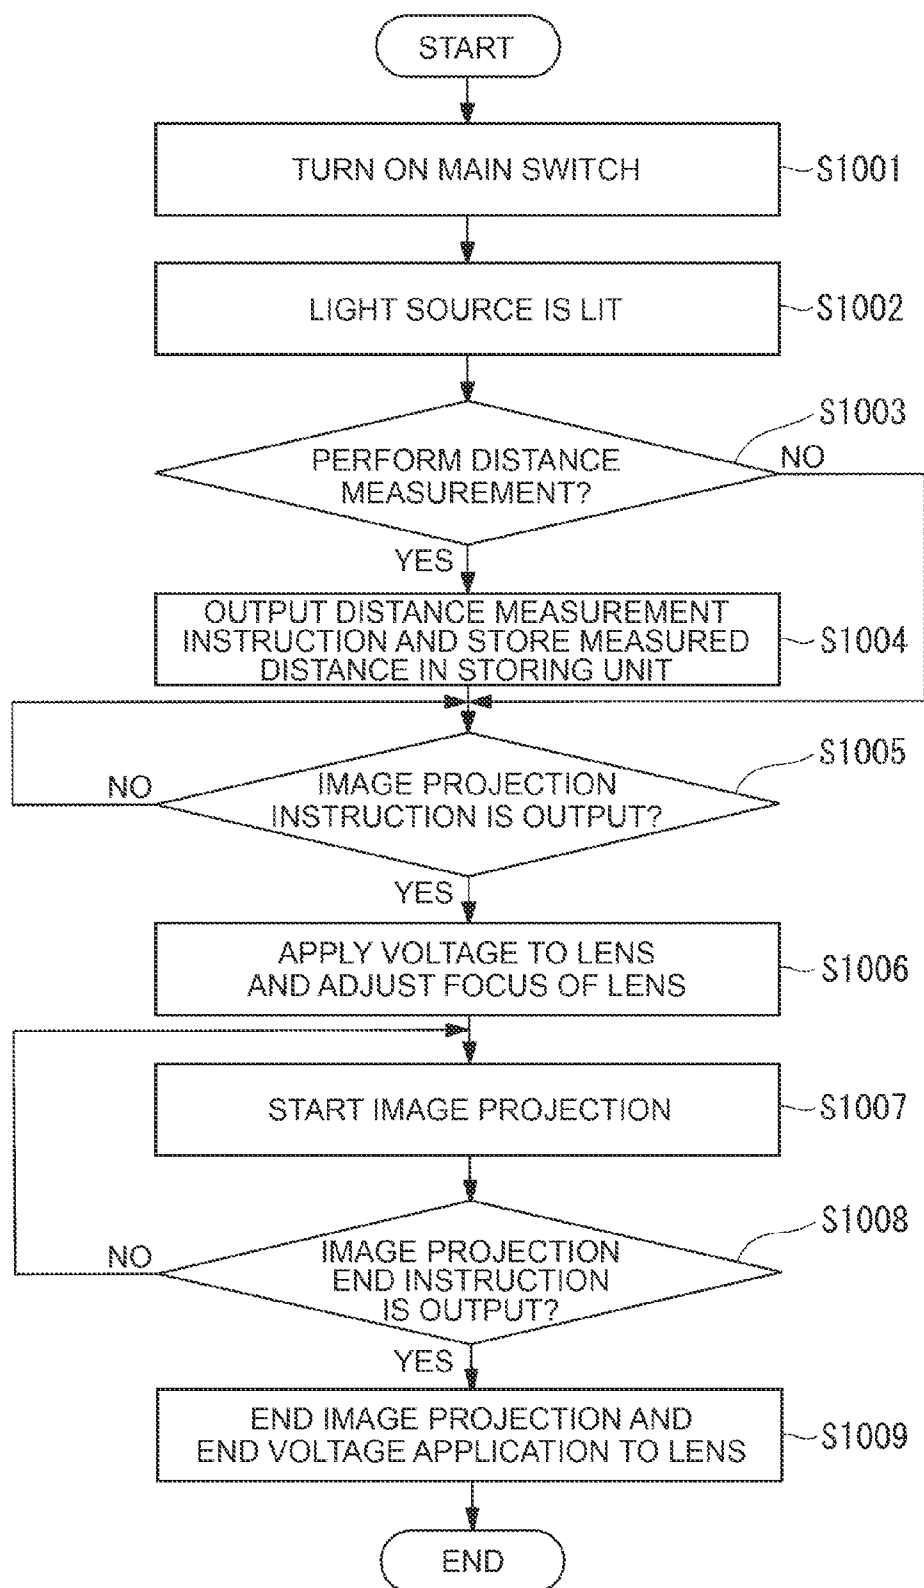 START
TURN ON MAIN SWITCH
S1001
LIGHT SOURCE IS LIT
S1002
S1003
PERFORM DISTANCE
MEASUREMENT?
NO
YES
OUTPUT DISTANCE MEASUREMENT
INSTRUCTION AND STORE MEASURED
DISTANCE IN STORING UNIT
S1004
S1005
IMAGE PROJECTION
INSTRUCTION IS OUTPUT?
NO
YES
APPLY VOLTAGE TO LENS
AND ADJUST FOCUS OF LENS
S1006
START IMAGE PROJECTION
S1007
S1008
IMAGE PROJECTION
END INSTRUCTION
IS OUTPUT?
NO
YES
END IMAGE PROJECTION AND
END VOLTAGE APPLICATION TO LENS
S1009
END